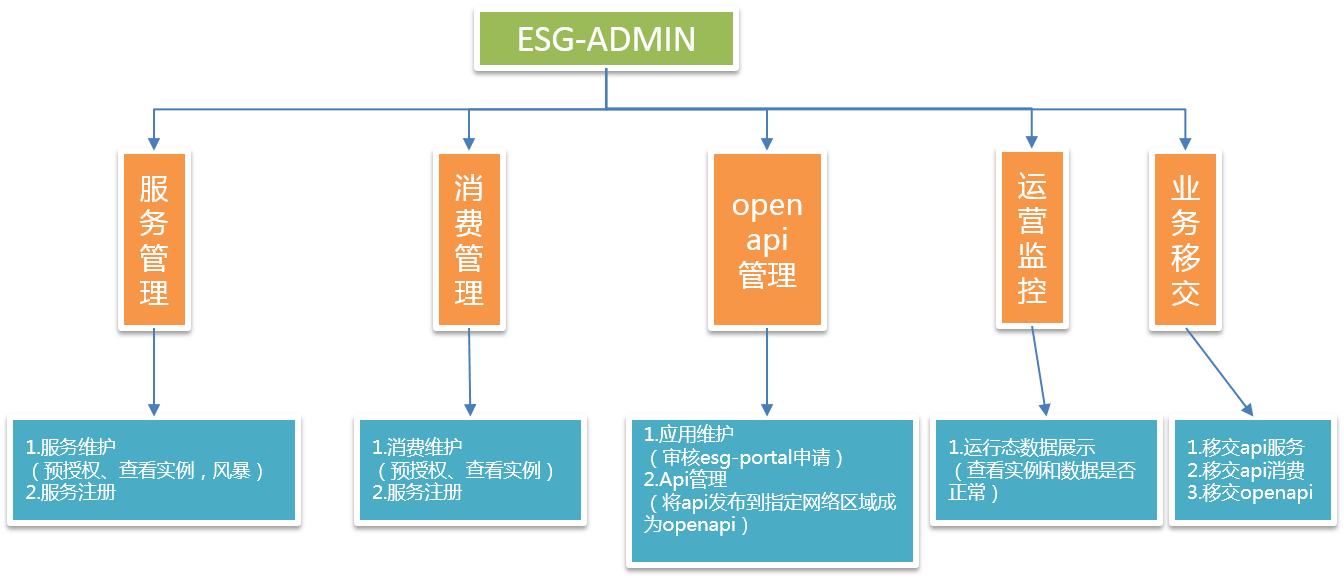 ESG-ADMIN
服
务
管
理
消
费
管
理
open
api
管理
运
营
监
控
业
务
移
交
1.服务维护
（预授权、查看实例，风暴）
2.服务注册
1.消费维护
（预授权、查看实例）
2.服务注册
1.应用维护
（审核esg-portal申请）
2.Api管理
（将api发布到指定网络区域成
为openapi）
1.运行态数据展示
（查看实例和数据是否
正常）
1.移交api服务
2.移交api消费
3.移交openapi